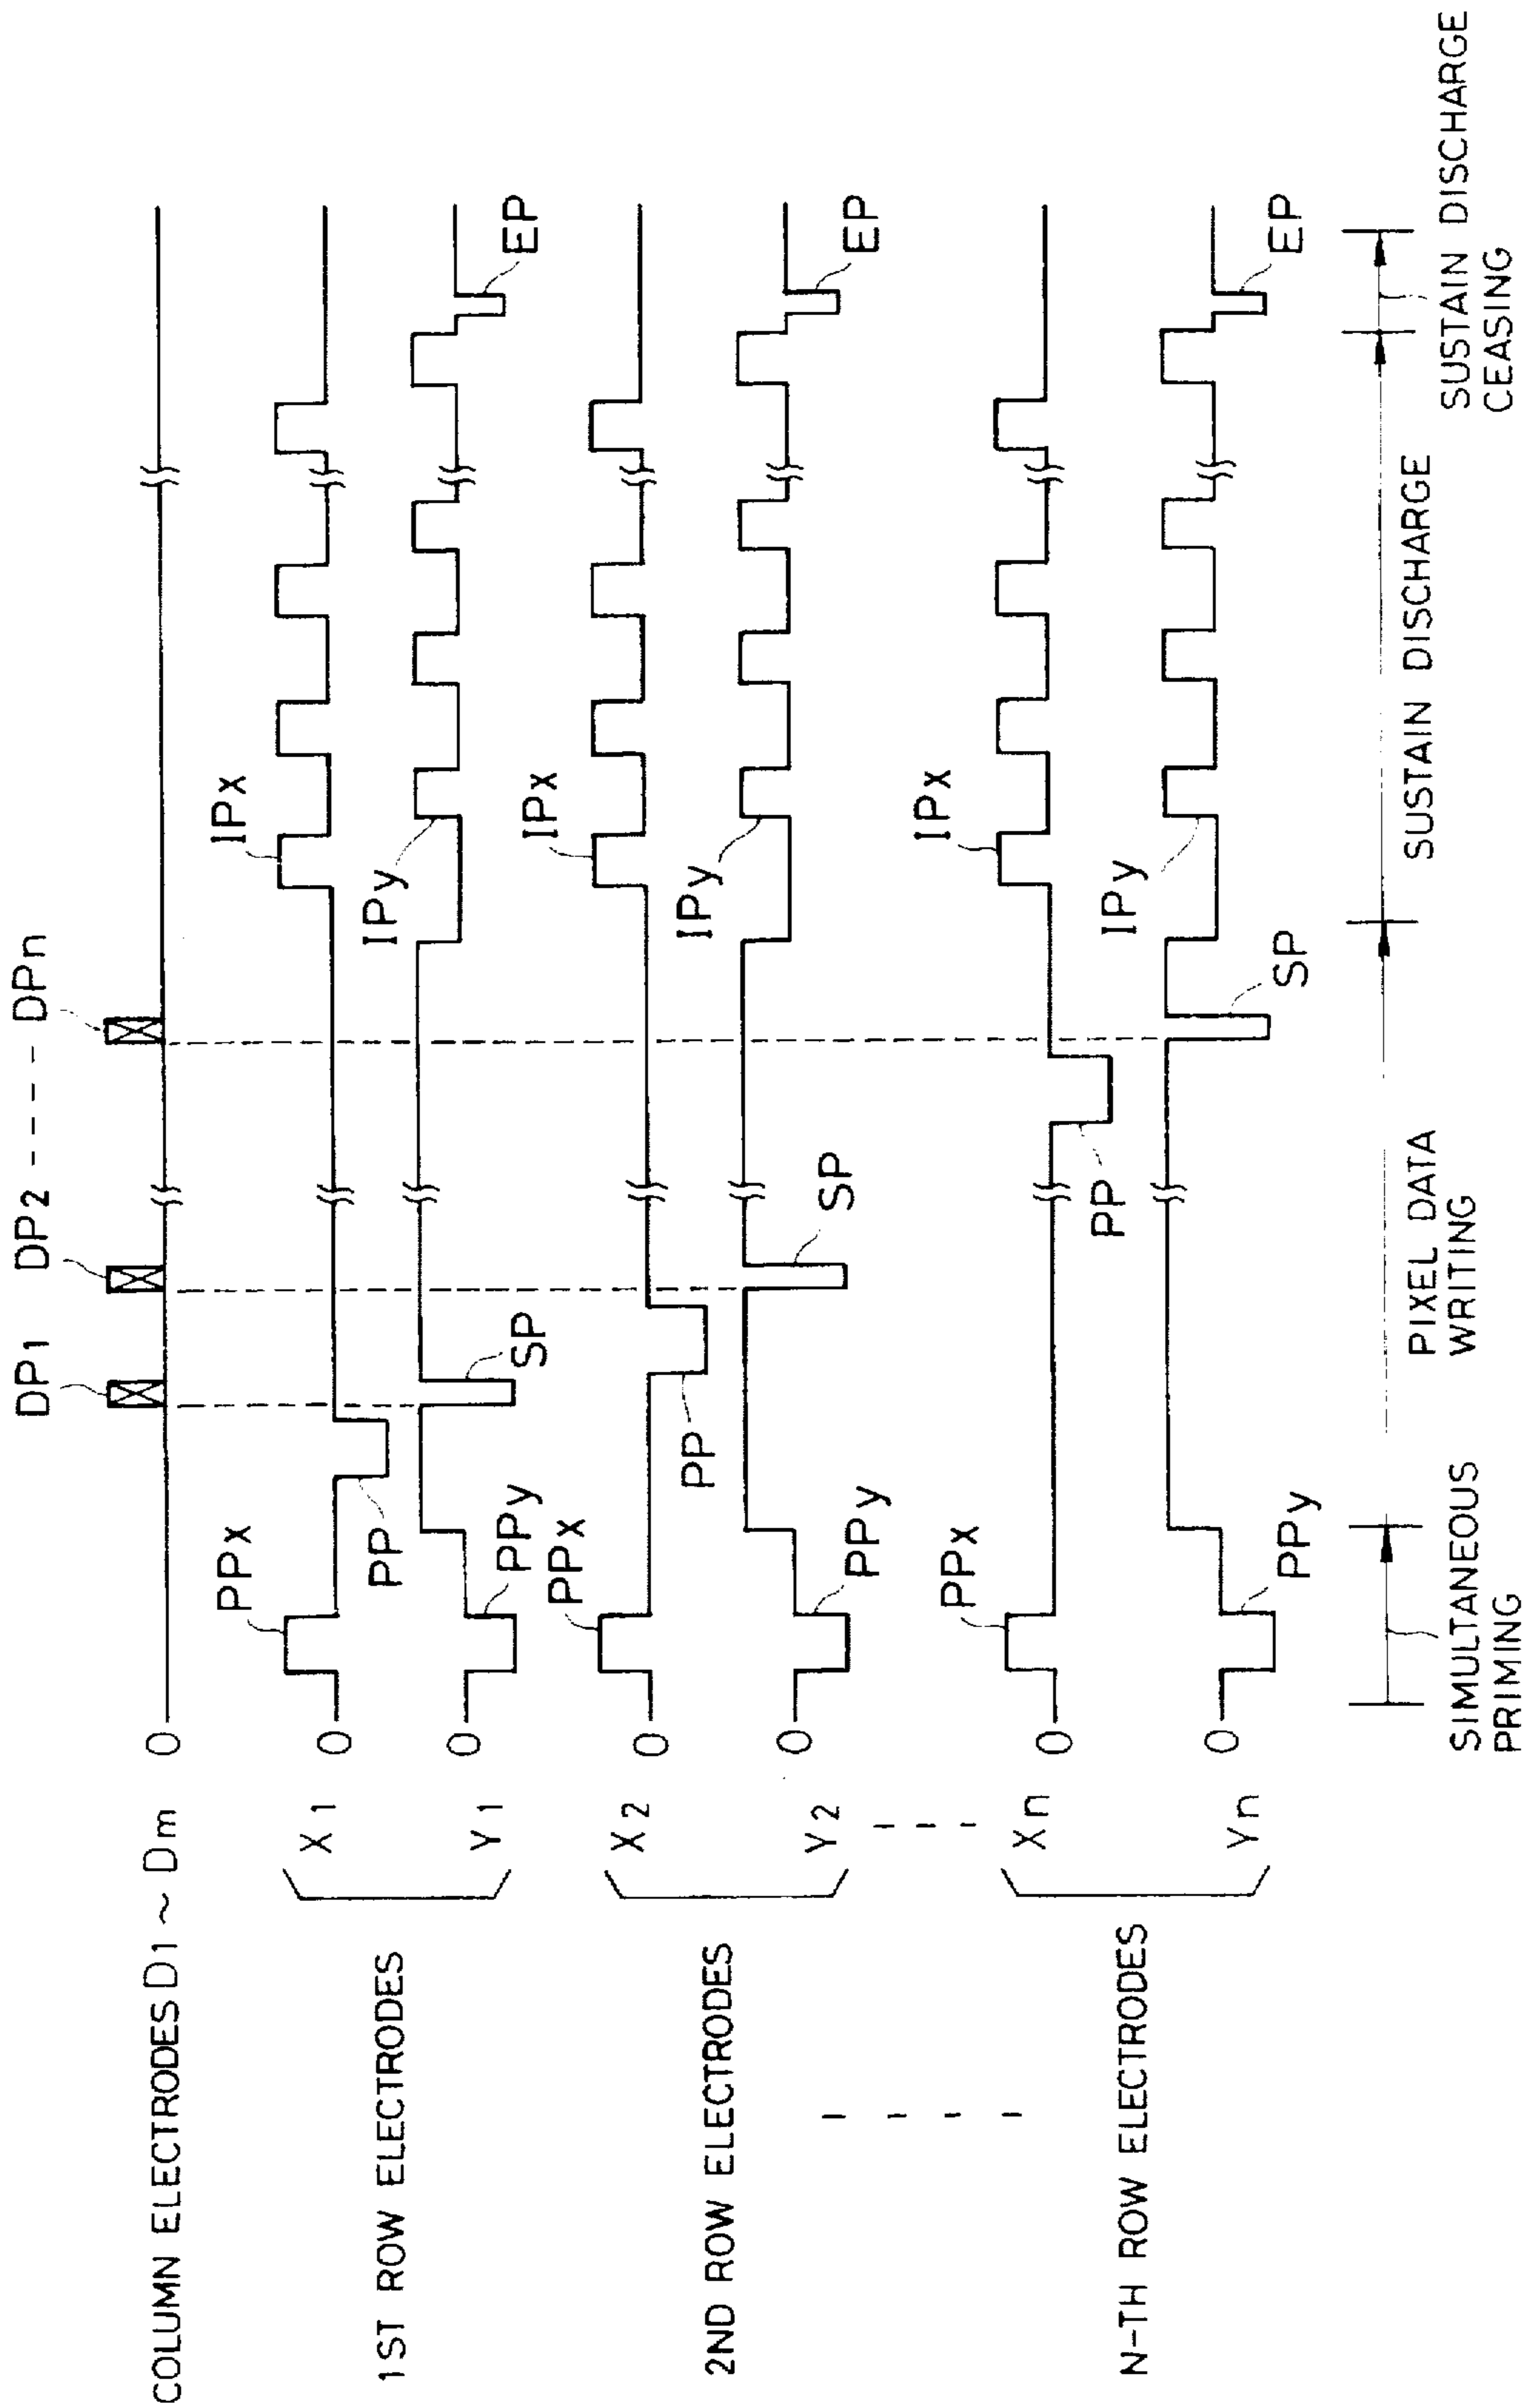 DP1 DP2 ---- DPn
COLUMN ELECTRODES D1 ~ Dm 0
PPx IPx
1ST ROW ELECTRODES
X1 0
PP IPy
Y1 0
PPy SP EP
PPx IPx
2ND ROW ELECTRODES
X2 0
PP IPy
Y2 0
PPy SP EP
PPx IPx
N-TH ROW ELECTRODES
Xn 0
PP IPy
Yn 0
PPy SP EP
SIMULTANEOUS
PRIMING
PIXEL DATA
WRITING
SUSTAIN DISCHARGE
SUSTAIN DISCHARGE
CEASING